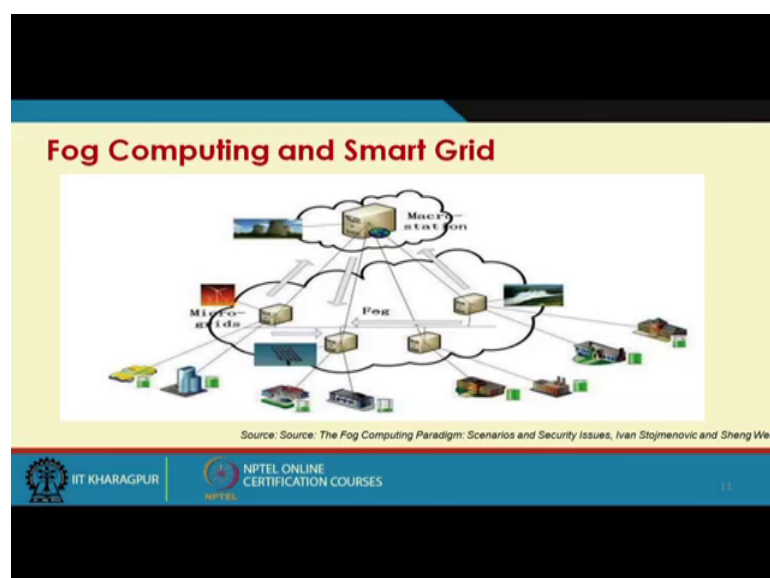 Fog Computing and Smart Grid
Macro-
station
Micro-
grids
Fog
Source: Source: The Fog Computing Paradigm: Scenarios and Security Issues, Ivan Stojmenovic and Sheng We
IIT KHARAGPUR
NPTEL
NPTEL ONLINE
CERTIFICATION COURSES
11